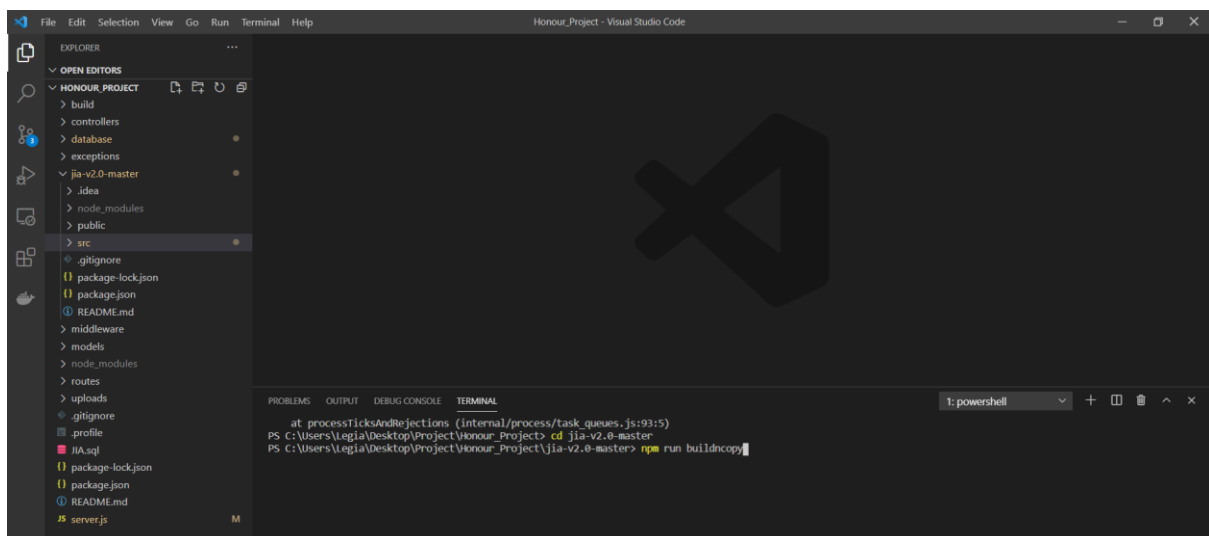 File Edit Selection View Go Run Terminal Help
Honour_Project - Visual Studio Code
EXPLORER
OPEN EDITORS
HONOUR_PROJECT
build
controllers
database
exceptions
jia-v2.0-master
.idea
node_modules
public
src
.gitignore
package-lock.json
package.json
README.md
middleware
models
node_modules
routes
uploads
.gitignore
.profile
JIA.sql
package-lock.json
package.json
README.md
JS server.js M
3
PROBLEMS OUTPUT DEBUG CONSOLE TERMINAL
1: powershell
at processTicksAndRejections (internal/process/task_queues.js:93:5)
PS C:\Users\Legia\Desktop\Project\Honour_Project> cd jia-v2.0-master
PS C:\Users\Legia\Desktop\Project\Honour_Project\jia-v2.0-master> npm run buildncopy